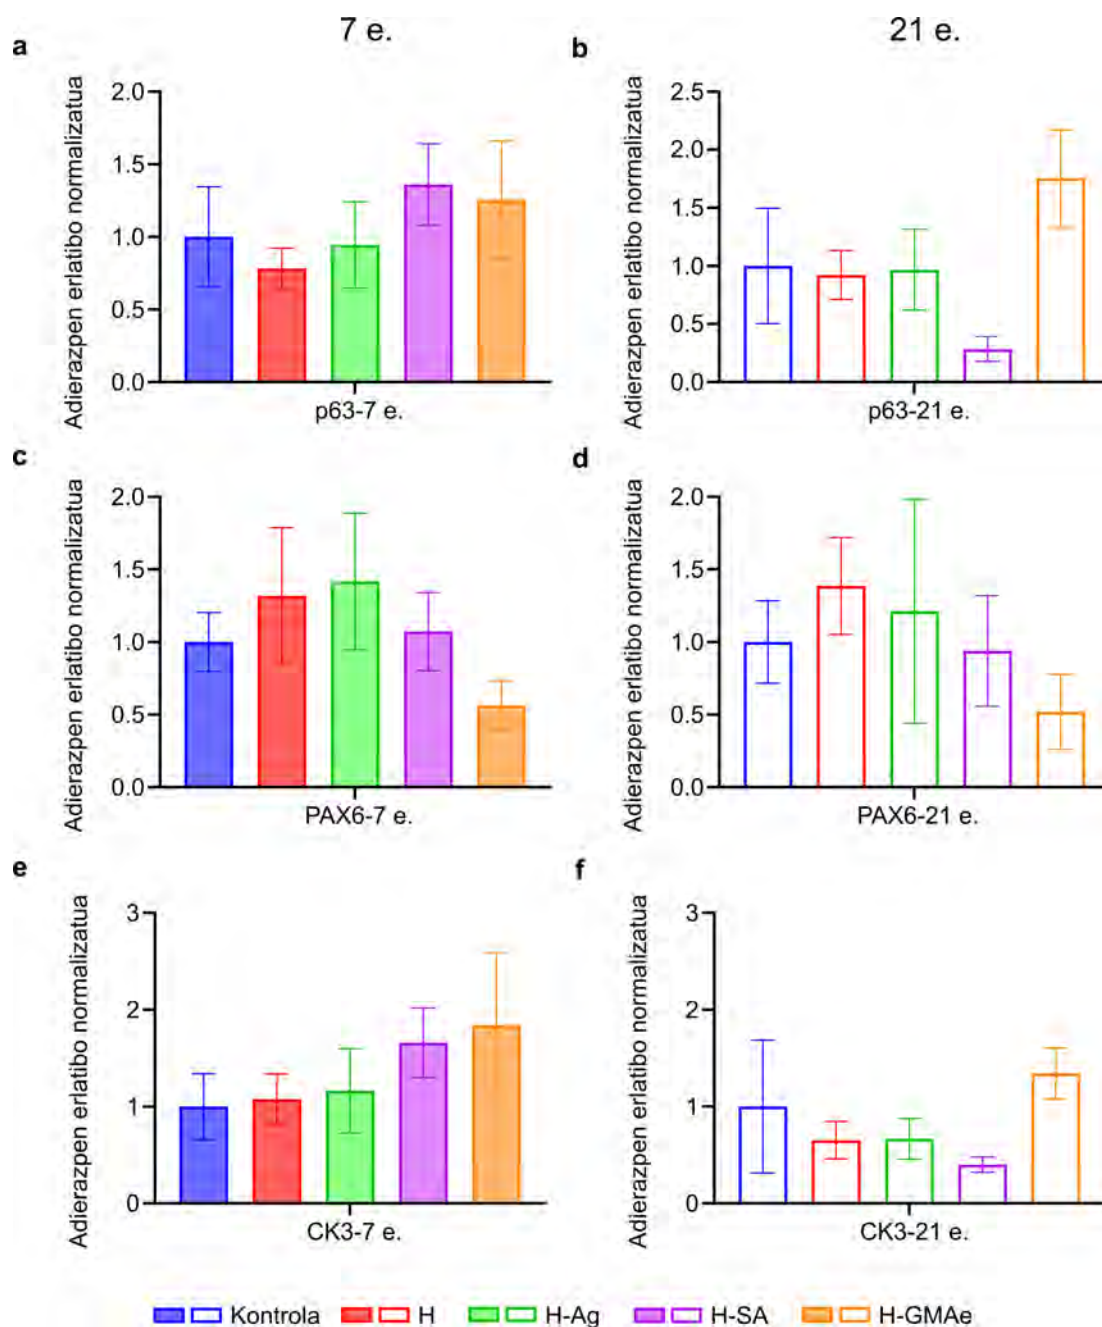 7 e.
21 e.
a
Adierazpen erlatibo normalizatua
2.0
1.5
1.0
0.5
0.0
p63-7 e.
b
Adierazpen erlatibo normalizatua
2.5
2.0
1.5
1.0
0.5
0.0
p63-21 e.
c
Adierazpen erlatibo normalizatua
2.0
1.5
1.0
0.5
0.0
PAX6-7 e.
d
Adierazpen erlatibo normalizatua
2.0
1.5
1.0
0.5
0.0
PAX6-21 e.
e
Adierazpen erlatibo normalizatua
3
2
1
0
CK3-7 e.
f
Adierazpen erlatibo normalizatua
3
2
1
0
CK3-21 e.
Kontrola H H-Ag H-SA H-GMAe